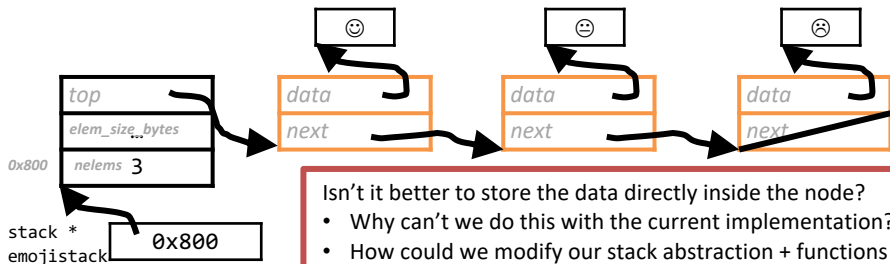 ☺ 😐 ☹
top data data data
elem_size_bytes …
next next next
0x800 nelems 3
Isn't it better to store the data directly inside the node?
• Why can't we do this with the current implementation?
stack * 0x800
emojistack
• How could we modify our stack abstraction + functions